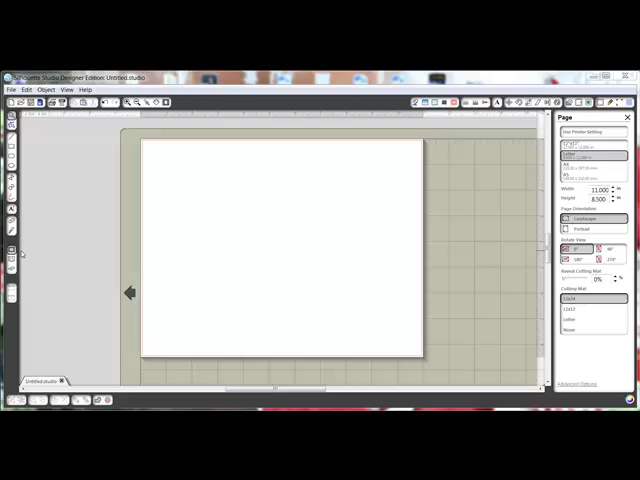 Silhouette Studio Designer Edition: Untitled.studio
File Edit Object View Help
Page
Use Printer Setting
Letter
A4
A5
Width 11.000 in
Height 8.500 in
Page Orientation
Landscape
Portrait
Rotate View
0° 90°
180° 270°
Reveal Cutting Mat
0% %
Cutting Mat
12x24
12x12
Letter
None
Advanced Options
Untitled.studio